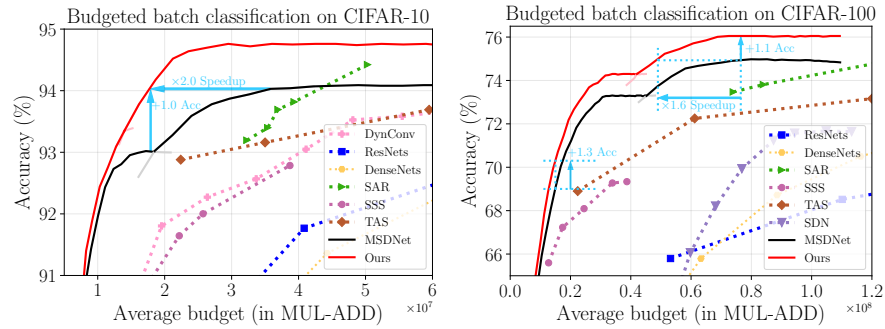 Budgeted batch classification on CIFAR-10
95
94
93
92
91
Accuracy (%)
×2.0 Speedup
+1.0 Acc
DynConv
ResNets
DenseNets
SAR
SSS
TAS
MSDNet
Ours
1
2
3
4
5
6
×10⁷
Average budget (in MUL-ADD)
Budgeted batch classification on CIFAR-100
76
74
72
70
68
66
Accuracy (%)
+1.1 Acc
×1.6 Speedup
+1.3 Acc
ResNets
DenseNets
SAR
SSS
TAS
SDN
MSDNet
Ours
0.0
0.2
0.4
0.6
0.8
1.0
1.2
×10⁸
Average budget (in MUL-ADD)